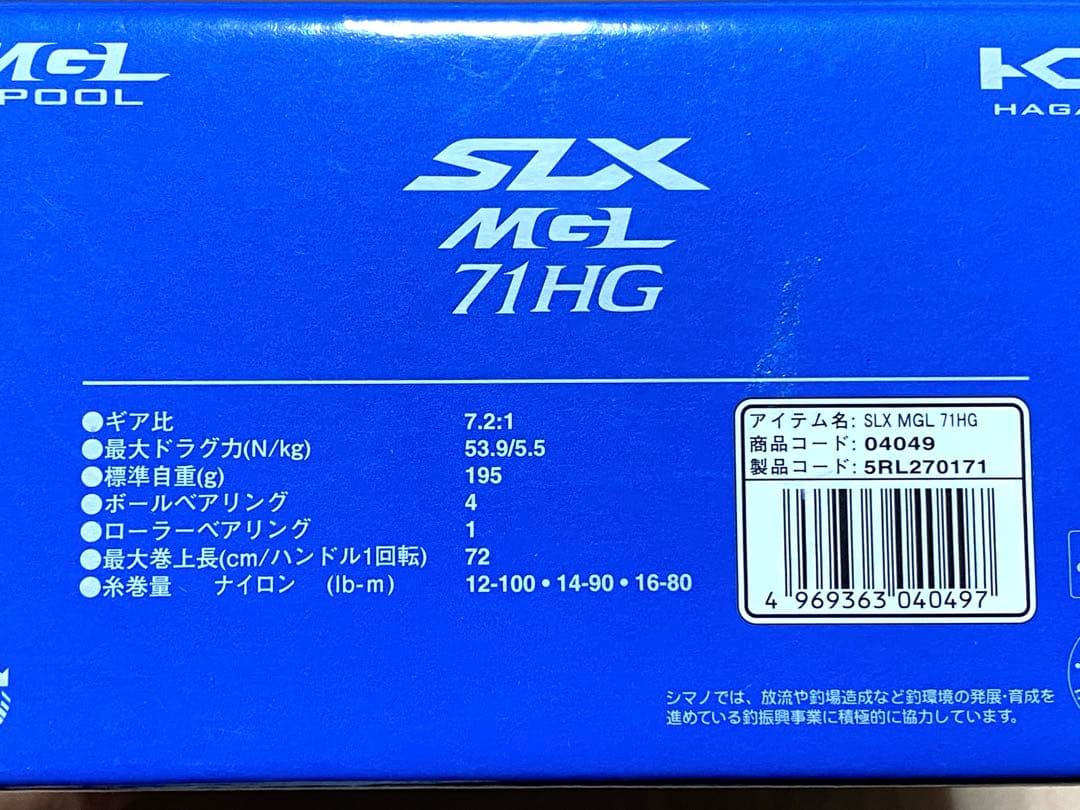 MGL
SPOOL
HAGA
SLX
MGL
71HG
●ギア比 7.2:1
●最大ドラグ力(N/kg) 53.9/5.5
●標準自重(g) 195
●ボールベアリング 4
●ローラーベアリング 1
●最大巻上長(cm/ハンドル1回転) 72
●糸巻量 ナイロン (lb-m) 12-100・14-90・16-80
アイテム名: SLX MGL 71HG
商品コード: 04049
製品コード: 5RL270171
4 969363 040497
シマノでは、放流や釣場造成など釣環境の発展・育成を
進めている釣振興事業に積極的に協力しています。